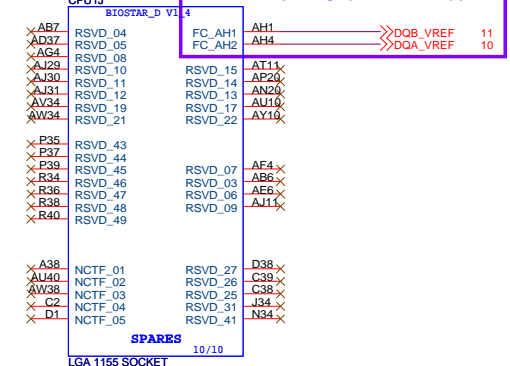 BIOSTAR_D V1_4
AB7 RSVD_04 FC_AH1 AH1 DQB_VREF 11
AD37 RSVD_05 FC_AH2 AH4 DQA_VREF 10
AG4 RSVD_08
AJ29 RSVD_10 RSVD_15 AT11
AJ30 RSVD_11 RSVD_14 AP20
AJ31 RSVD_12 RSVD_13 AN20
AV34 RSVD_19 RSVD_17 AU10
AW34 RSVD_21 RSVD_22 AY10
P35 RSVD_43
P37 RSVD_44
P39 RSVD_45 RSVD_07 AF4
R34 RSVD_46 RSVD_03 AB6
R36 RSVD_47 RSVD_06 AE6
R38 RSVD_48 RSVD_09 AJ11
R40 RSVD_49
A38 NCTF_01 RSVD_27 D38
AU40 NCTF_02 RSVD_26 C39
AW38 NCTF_03 RSVD_25 C38
C2 NCTF_04 RSVD_31 J34
D1 NCTF_05 RSVD_41 N34
SPARES
10/10
LGA 1155 SOCKET